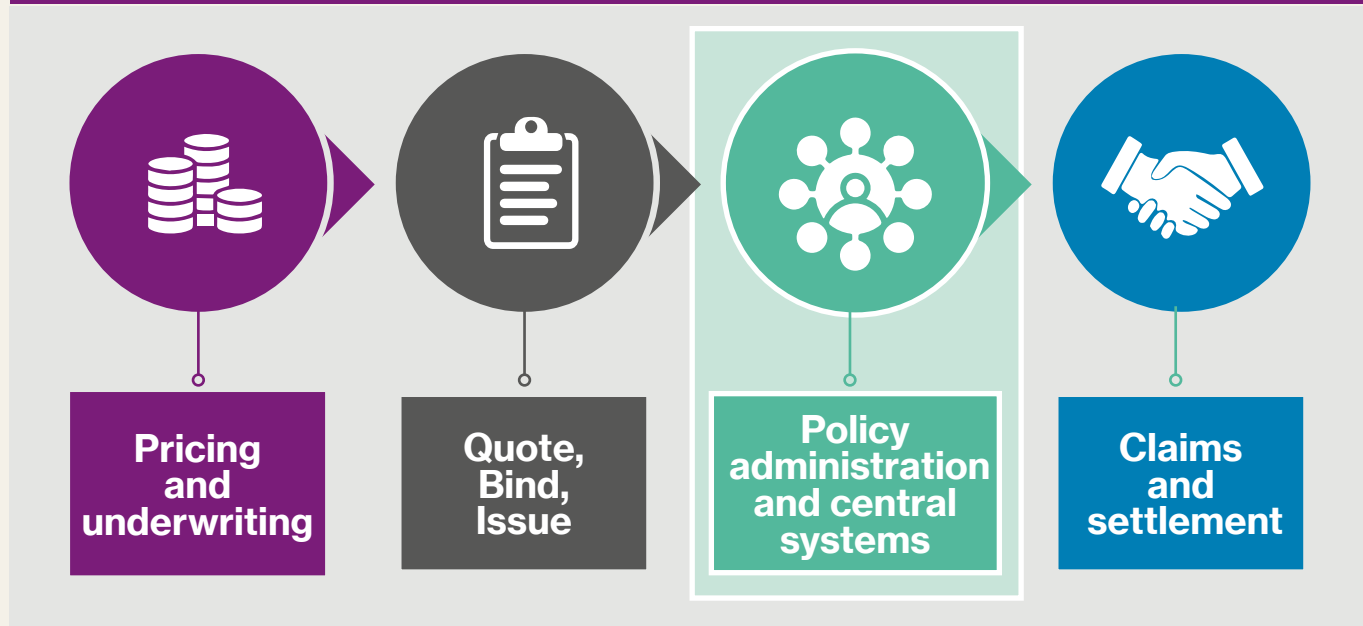 Pricing
and
underwriting
Quote,
Bind,
Issue
Policy
administration
and central
systems
Claims
and
settlement